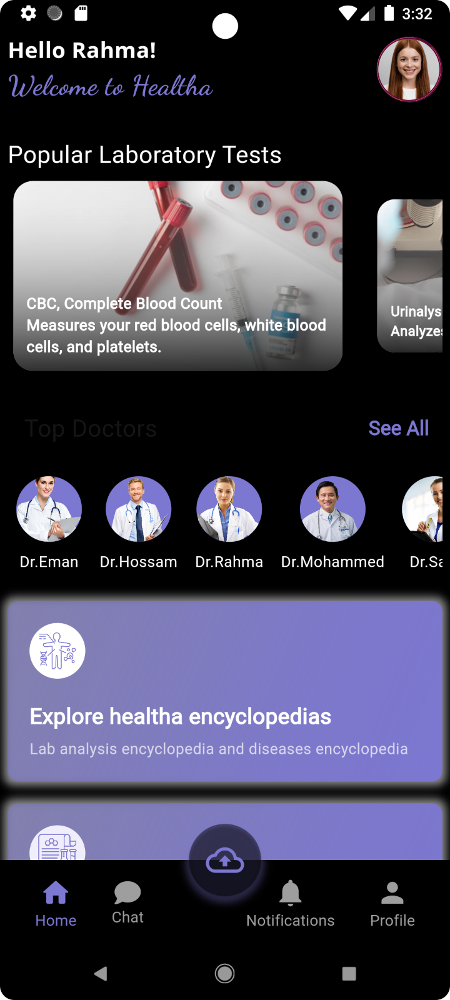 3:32
Hello Rahma!
Welcome to Healtha
Popular Laboratory Tests
CBC, Complete Blood Count
Measures your red blood cells, white blood
cells, and platelets.
Urinalys
Analyze
Top Doctors
See All
Dr.Eman
Dr.Hossam
Dr.Rahma
Dr.Mohammed
Dr.Sa
Explore healtha encyclopedias
Lab analysis encyclopedia and diseases encyclopedia
Home
Chat
Notifications
Profile